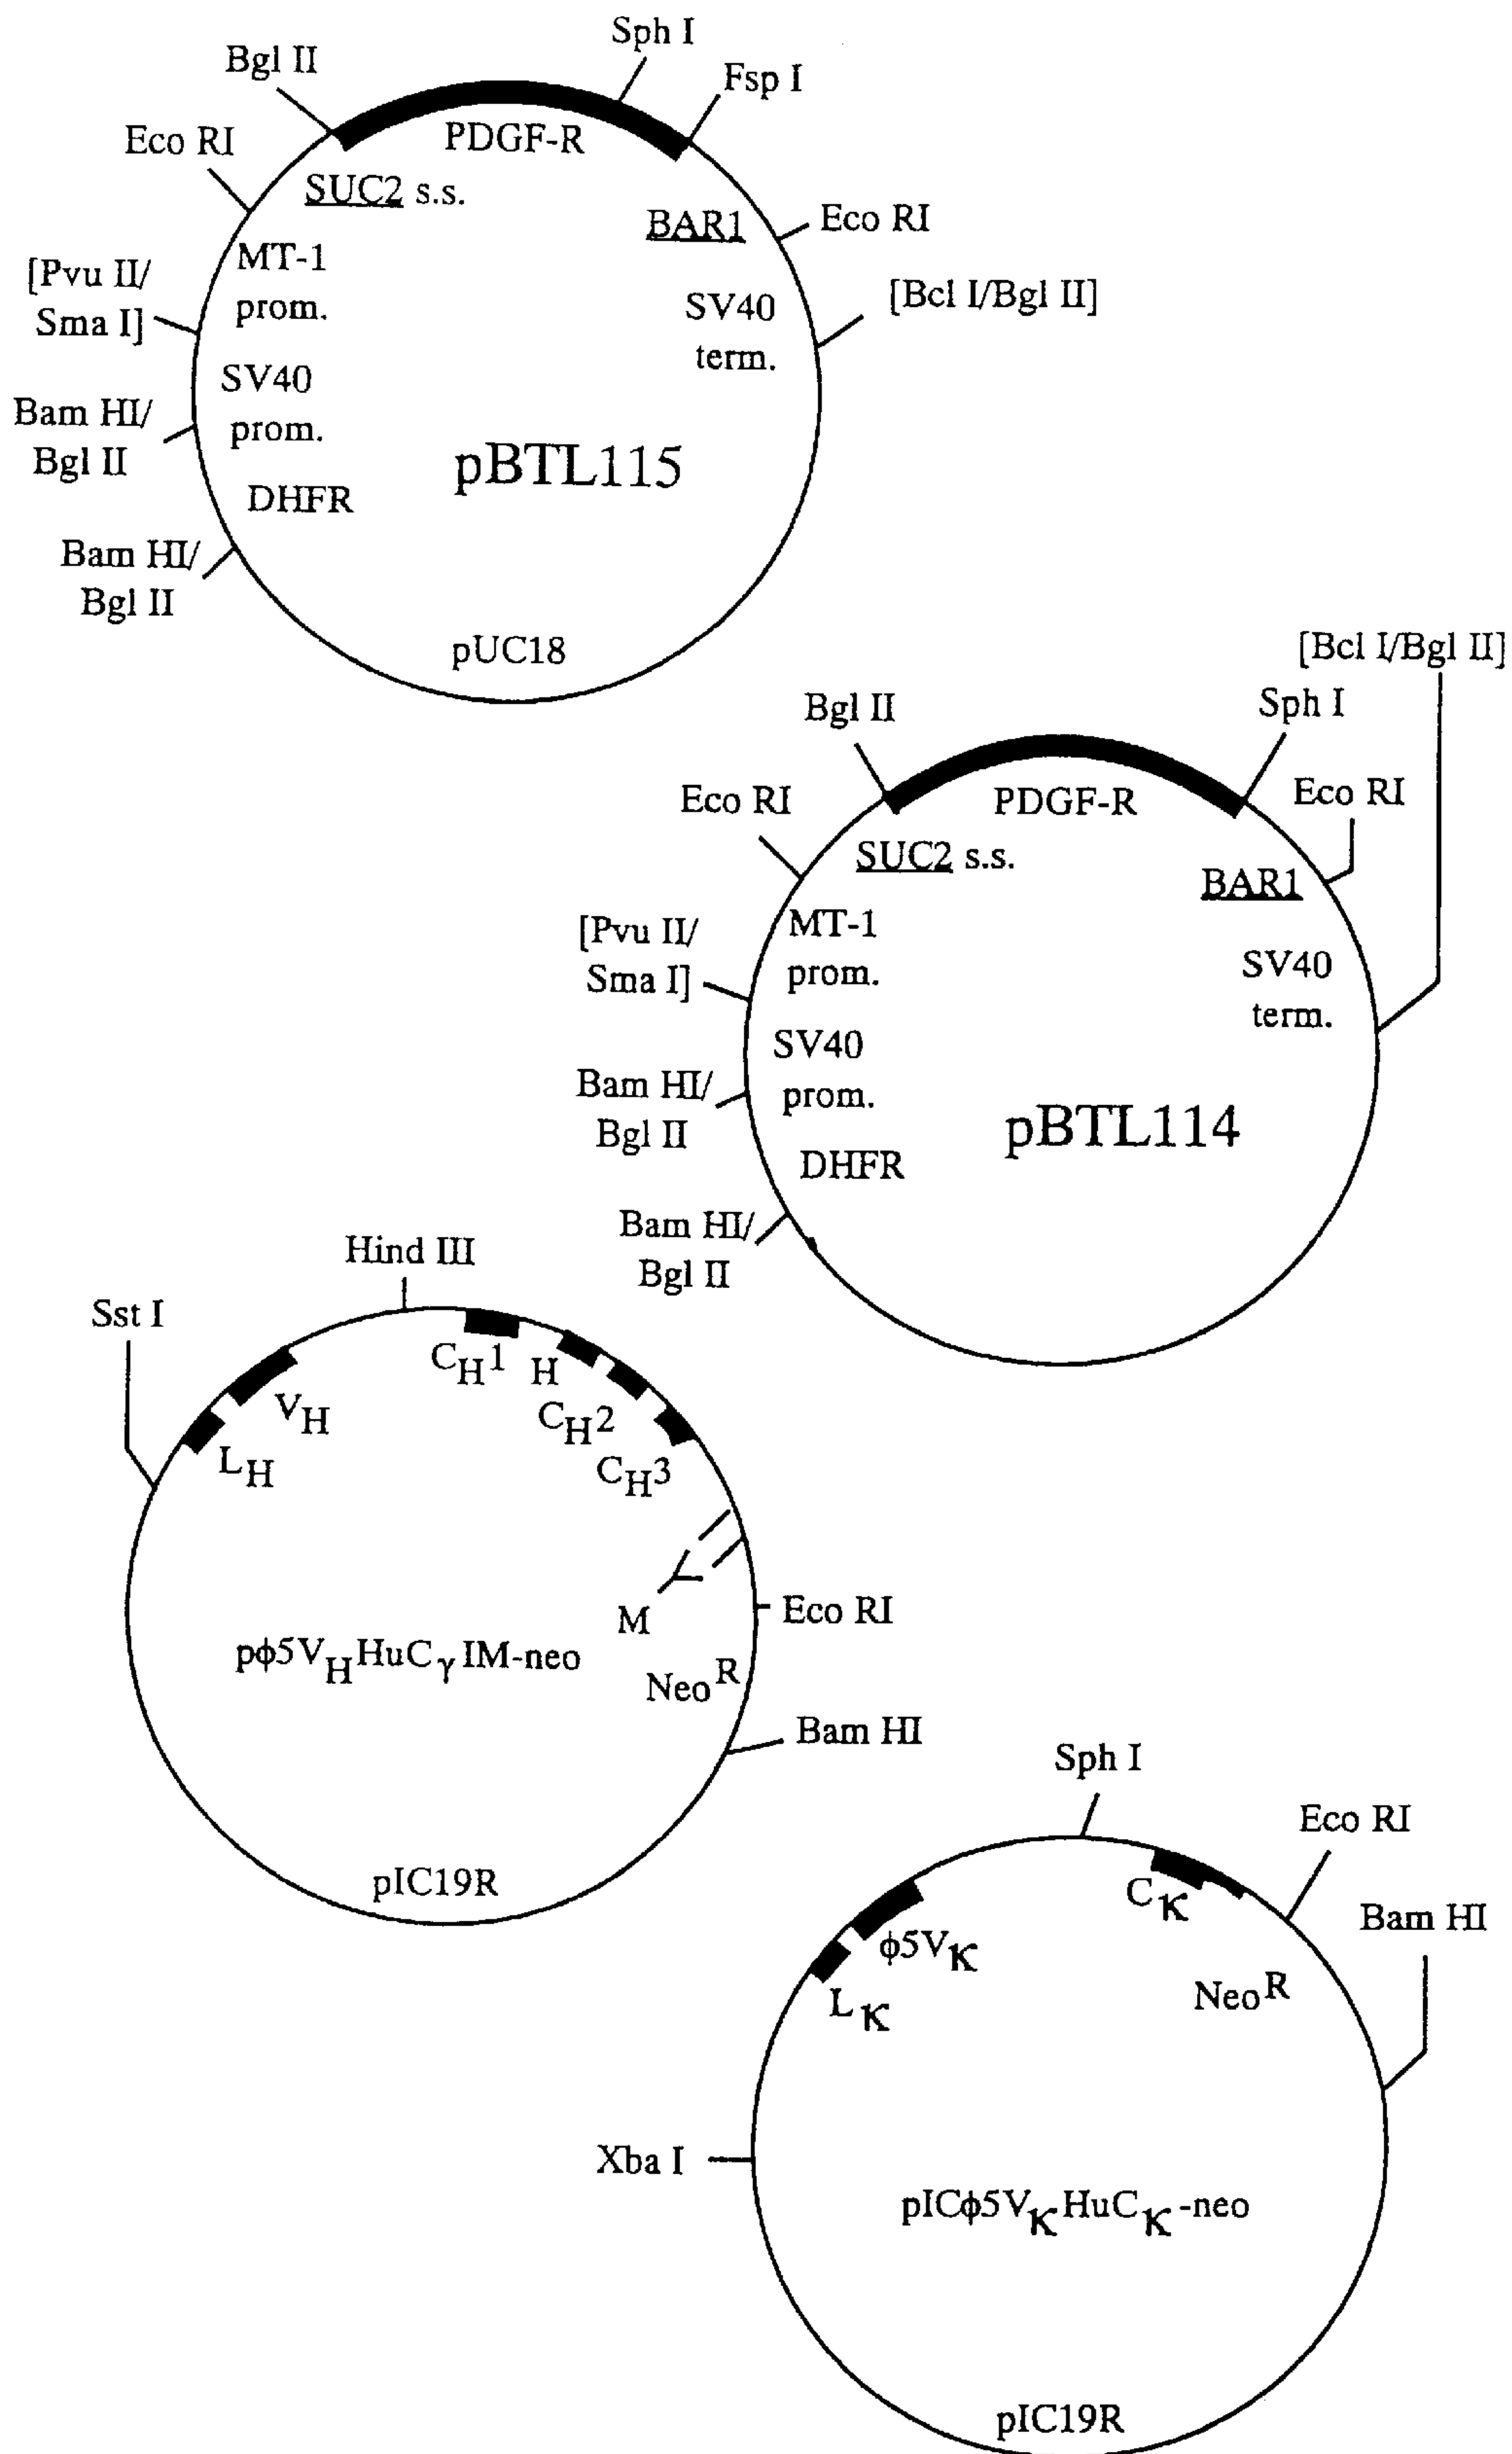 Sph I
Bgl II
Fsp I
Eco RI
PDGF-R
SUC2 s.s.
BAR1
Eco RI
MT-1
prom.
[Pvu II/
Sma I]
SV40
term.
[Bcl I/Bgl II]
SV40
prom.
Bam HI/
Bgl II
pBTL115
DHFR
Bam HI/
Bgl II
pUC18
[Bcl I/Bgl II]
Bgl II
Sph I
Eco RI
PDGF-R
Eco RI
SUC2 s.s.
BAR1
MT-1
prom.
[Pvu II/
Sma I]
SV40
term.
SV40
prom.
Bam HI/
Bgl II
pBTL114
DHFR
Bam HI/
Bgl II
Hind III
Sst I
CH1
H
VH
CH2
LH
CH3
M
Eco RI
pϕ5VHHuCγIM-neo
NeoR
Bam HI
pIC19R
Sph I
Eco RI
Cκ
Bam HI
ϕ5Vκ
NeoR
Lκ
Xba I
pICϕ5VκHuCκ-neo
pIC19R